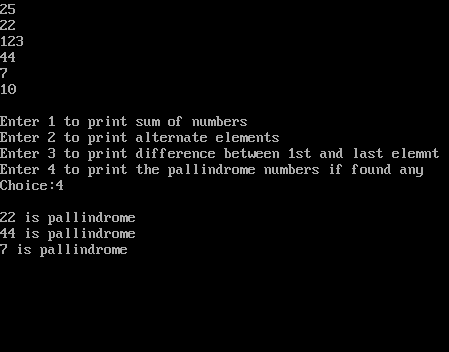 25
22
123
44
7
10
Enter 1 to print sum of numbers
Enter 2 to print alternate elements
Enter 3 to print difference between 1st and last elemnt
Enter 4 to print the pallindrome numbers if found any
Choice:4
22 is pallindrome
44 is pallindrome
7 is pallindrome